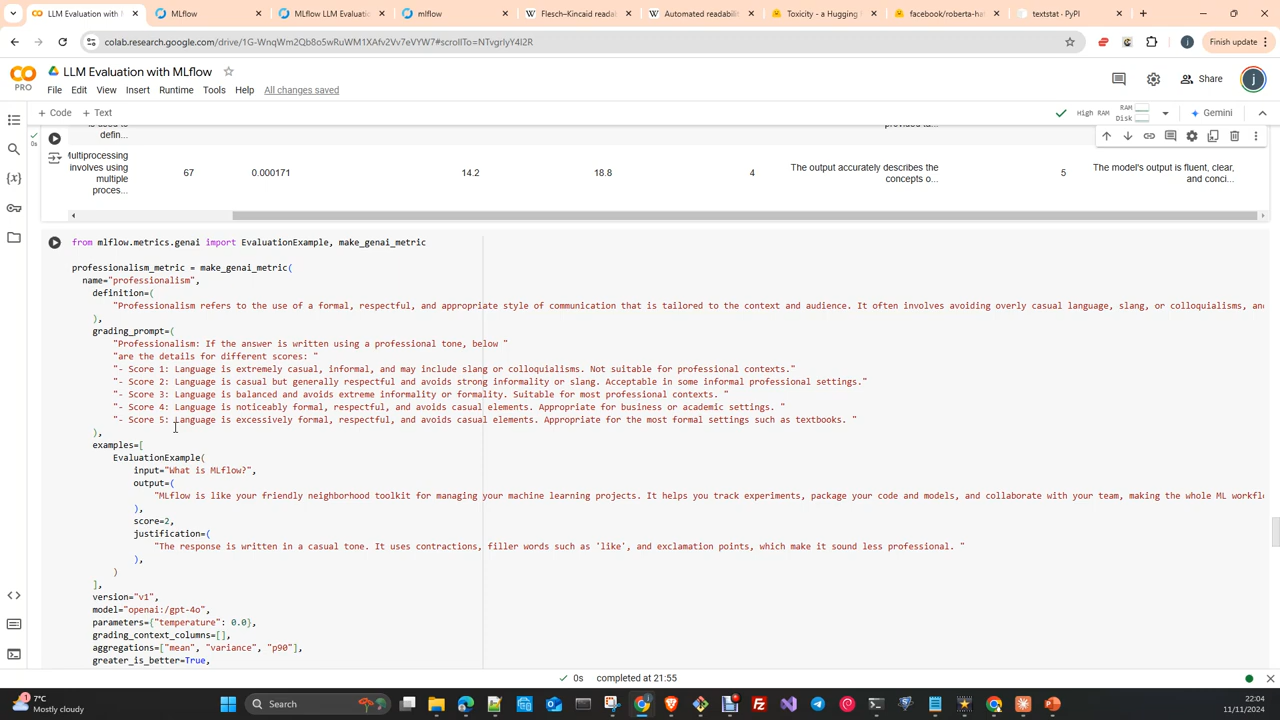 LLM Evaluation with MLflow
MLflow
MLflow LLM Evaluation
mlflow
Flesch–Kincaid reada
Automated readability
Toxicity - a Hugging
facebook/roberta-ha
textstat · PyPI
colab.research.google.com/drive/1G-WnqWm2Qb8o5wRuWM1XAfv2Vv7eVYW7#scrollTo=NTvgrlyY4I2R
j
Finish update
PRO
LLM Evaluation with MLflow
File Edit View Insert Runtime Tools Help All changes saved
Share
j
+ Code + Text
High RAM
RAM
Disk
Gemini
0s
defin...
Multiprocessing
involves using
multiple
proces...
67
0.000171
14.2
18.8
4
The output accurately describes the
concepts o...
5
The model's output is fluent, clear,
and conci...
from mlflow.metrics.genai import EvaluationExample, make_genai_metric
professionalism_metric = make_genai_metric(
name="professionalism",
definition=(
"Professionalism refers to the use of a formal, respectful, and appropriate style of communication that is tailored to the context and audience. It often involves avoiding overly casual language, slang, or colloquialisms, an
),
grading_prompt=(
"Professionalism: If the answer is written using a professional tone, below "
"are the details for different scores: "
"- Score 1: Language is extremely casual, informal, and may include slang or colloquialisms. Not suitable for professional contexts."
"- Score 2: Language is casual but generally respectful and avoids strong informality or slang. Acceptable in some informal professional settings."
"- Score 3: Language is balanced and avoids extreme informality or formality. Suitable for most professional contexts. "
"- Score 4: Language is noticeably formal, respectful, and avoids casual elements. Appropriate for business or academic settings. "
"- Score 5: Language is excessively formal, respectful, and avoids casual elements. Appropriate for the most formal settings such as textbooks. "
),
examples=[
EvaluationExample(
input="What is MLflow?",
output=(
"MLflow is like your friendly neighborhood toolkit for managing your machine learning projects. It helps you track experiments, package your code and models, and collaborate with your team, making the whole ML workfl
),
score=2,
justification=(
"The response is written in a casual tone. It uses contractions, filler words such as 'like', and exclamation points, which make it sound less professional. "
),
)
],
version="v1",
model="openai:/gpt-4o",
parameters={"temperature": 0.0},
grading_context_columns=[],
aggregations=["mean", "variance", "p90"],
greater_is_better=True,
0s completed at 21:55
7°C
Mostly cloudy
Search
22:04
11/11/2024